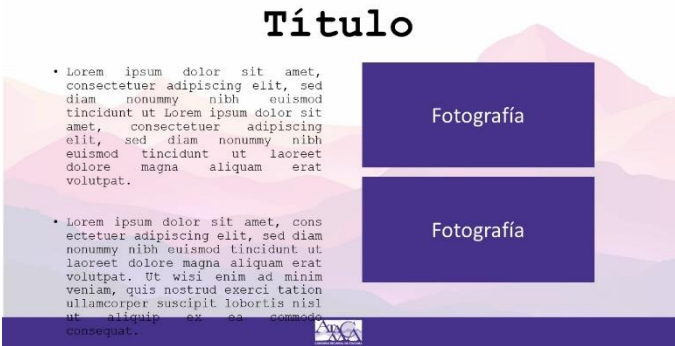 Título
• Lorem ipsum dolor sit amet,
consectetuer adipiscing elit, sed
diam nonummy nibh euismod
tincidunt ut Lorem ipsum dolor sit
amet, consectetuer adipiscing
elit, sed diam nonummy nibh
euismod tincidunt ut laoreet
dolore magna aliquam erat
volutpat.
• Lorem ipsum dolor sit amet, cons
ectetuer adipiscing elit, sed diam
nonummy nibh euismod tincidunt ut
laoreet dolore magna aliquam erat
volutpat. Ut wisi enim ad minim
veniam, quis nostrud exerci tation
ullamcorper suscipit lobortis nisl
ut aliquip ex ea commodo
consequat.
Fotografía
Fotografía